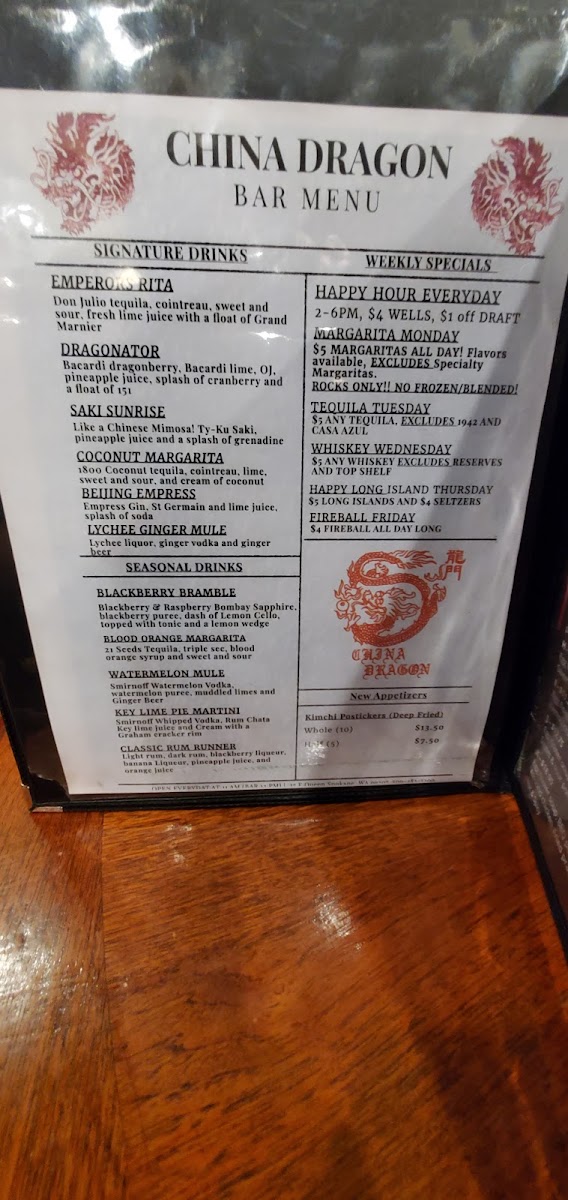 CHINA DRAGON
BAR MENU
SIGNATURE DRINKS
EMPERORS RITA
Don Julio tequila, cointreau, sweet and
sour, fresh lime juice with a float of Grand
Marnier
DRAGONATOR
Bacardi dragonberry, Bacardi lime, OJ,
pineapple juice, splash of cranberry and
a float of 151
SAKI SUNRISE
Like a Chinese Mimosa! Ty-Ku Saki,
pineapple juice and a splash of grenadine
COCONUT MARGARITA
1800 Coconut tequila, cointreau, lime,
sweet and sour, and cream of coconut
BEIJING EMPRESS
Empress Gin, St Germain and lime juice,
splash of soda
LYCHEE GINGER MULE
Lychee liquor, ginger vodka and ginger
beer
SEASONAL DRINKS
BLACKBERRY BRAMBLE
Blackberry & Raspberry Bombay Sapphire,
blackberry puree, dash of Lemon Cello,
topped with tonic and a lemon wedge
BLOOD ORANGE MARGARITA
21 Seeds Tequila, triple sec, blood
orange syrup and sweet and sour
WATERMELON MULE
Smirnoff Watermelon Vodka,
watermelon puree, muddled limes and
Ginger Beer
KEY LIME PIE MARTINI
Smirnoff Whipped Vodka, Rum Chata
Key lime juice and Cream with a
Graham cracker rim
CLASSIC RUM RUNNER
Light rum, dark rum, blackberry liqueur,
banana Liqueur, pineapple juice, and
orange juice
WEEKLY SPECIALS
HAPPY HOUR EVERYDAY
2-6PM, $4 WELLS, $1 off DRAFT
MARGARITA MONDAY
$5 MARGARITAS ALL DAY! Flavors
available, EXCLUDES Specialty
Margaritas.
ROCKS ONLY!! NO FROZEN/BLENDED!
TEQUILA TUESDAY
$5 ANY TEQUILA, EXCLUDES 1942 AND
CASA AZUL
WHISKEY WEDNESDAY
$5 ANY WHISKEY EXCLUDES RESERVES
AND TOP SHELF
HAPPY LONG ISLAND THURSDAY
$5 LONG ISLANDS AND $4 SELTZERS
FIREBALL FRIDAY
$4 FIREBALL ALL DAY LONG
龍門
CHINA
DRAGON
New Appetizers
Kimchi Postickers (Deep Fried)
Whole (10) $13.50
Half (5) $7.50
OPEN EVERYDAY AT 11 AM